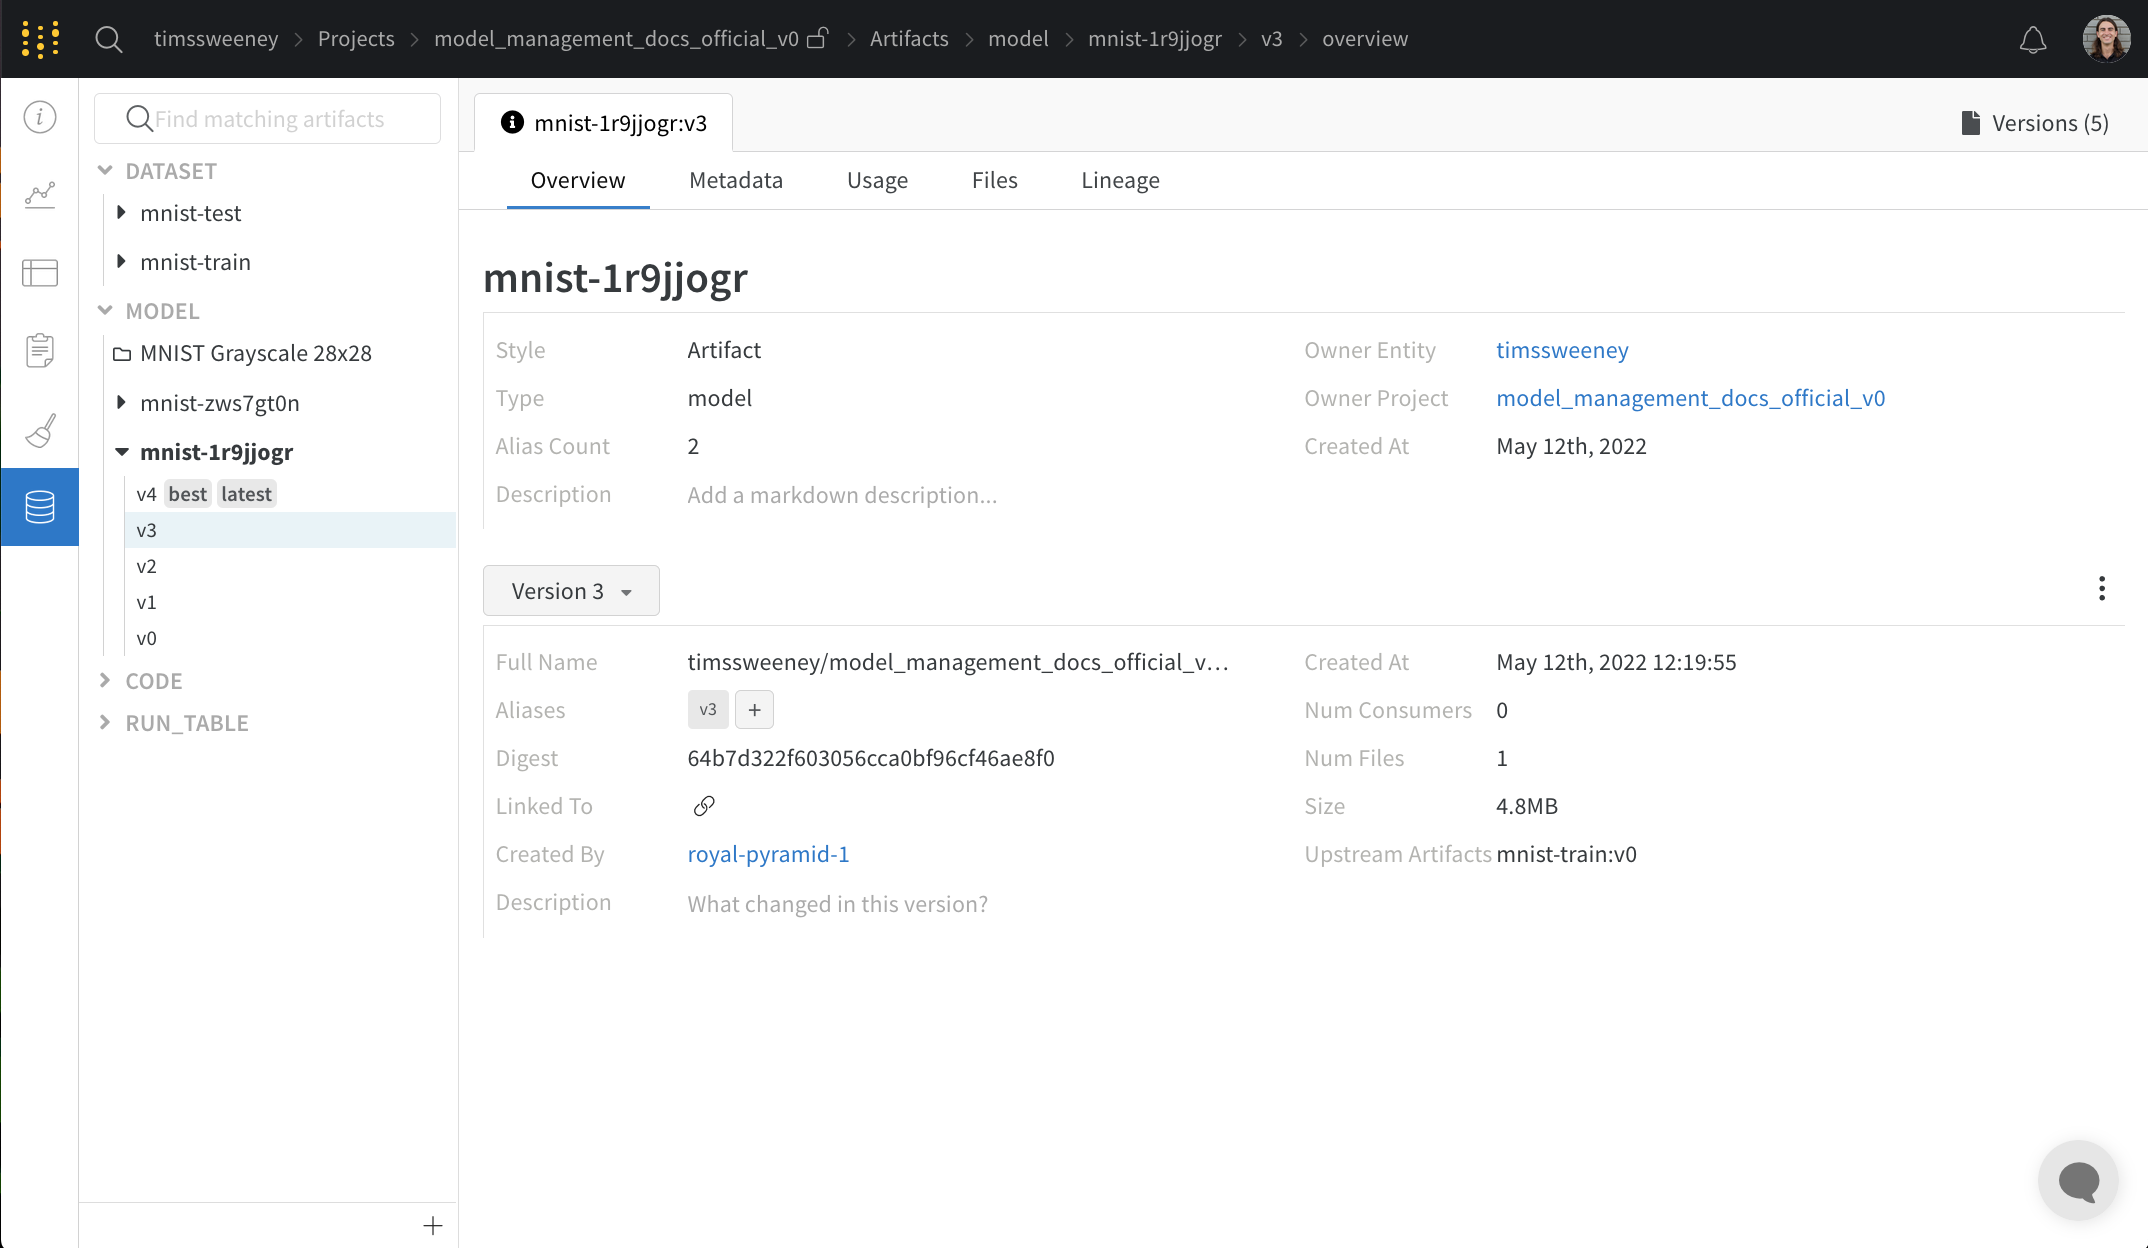 timssweeney > Projects > model_management_docs_official_v0 > Artifacts > model > mnist-1r9jjogr > v3 > overview
Find matching artifacts
DATASET
mnist-test
mnist-train
MODEL
MNIST Grayscale 28x28
mnist-zws7gt0n
mnist-1r9jjogr
v4 best latest
v3
v2
v1
v0
CODE
RUN_TABLE
mnist-1r9jjogr:v3
Versions (5)
Overview Metadata Usage Files Lineage
mnist-1r9jjogr
Style Artifact
Type model
Alias Count 2
Description Add a markdown description...
Owner Entity timssweeney
Owner Project model_management_docs_official_v0
Created At May 12th, 2022
Version 3
Full Name timssweeney/model_management_docs_official_v...
Aliases v3 +
Digest 64b7d322f603056cca0bf96cf46ae8f0
Linked To
Created By royal-pyramid-1
Description What changed in this version?
Created At May 12th, 2022 12:19:55
Num Consumers 0
Num Files 1
Size 4.8MB
Upstream Artifacts mnist-train:v0